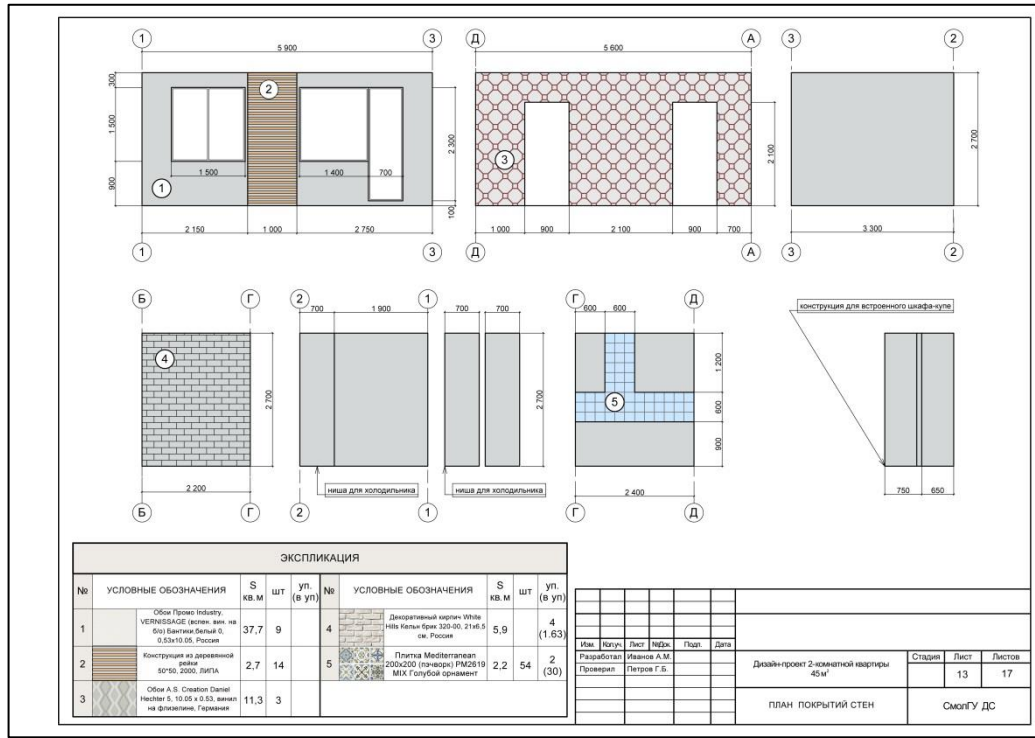 1
3
Д
А
3
2
5 900
5 600
300
1 500
900
2
1
1 500
1 400
700
2 300
100
3
2 100
2 700
2 150
1 000
2 750
1 000
900
2 100
900
700
3 300
1
3
Д
А
3
2
Б
Г
2
1
Г
Д
700
1 900
700
700
600
600
конструкция для встроенного шкафа-купе
4
2 700
2 700
5
1 200
600
900
2 200
ниша для холодильника
ниша для холодильника
2 400
750
650
Б
Г
2
1
Г
Д
ЭКСПЛИКАЦИЯ
№ УСЛОВНЫЕ ОБОЗНАЧЕНИЯ S кв.м шт уп. (в уп) № УСЛОВНЫЕ ОБОЗНАЧЕНИЯ S кв.м шт уп. (в уп)
1
Обои Промо Industry,
VERNISSAGE (вспен. вин. на
б/о) Бантики,белый 0,
0,53x10.05, Россия
37,7 9
2
Конструкция из деревянной
рейки
50*50, 2000, ЛИПА
2,7 14
3
Обои A.S. Creation Daniel
Hechter 5, 10.05 x 0.53, винил
на флизелине, Германия
11,3 3
4
Декоративный кирпич White
Hills Кельн брик 320-00, 21x6,5
см, Россия
5,9
4
(1.63)
5
Плитка Mediterranean
200x200 (пэчворк) PM2619
MIX Голубой орнамент
2,2 54
2
(30)
Изм. Кол.уч. Лист №Док. Подп. Дата
Разработал Иванов А.М.
Проверил Петров Г.Б.
Дизайн-проект 2-комнатной квартиры
45м²
Стадия Лист Листов
13 17
ПЛАН ПОКРЫТИЙ СТЕН
СмолГУ ДС